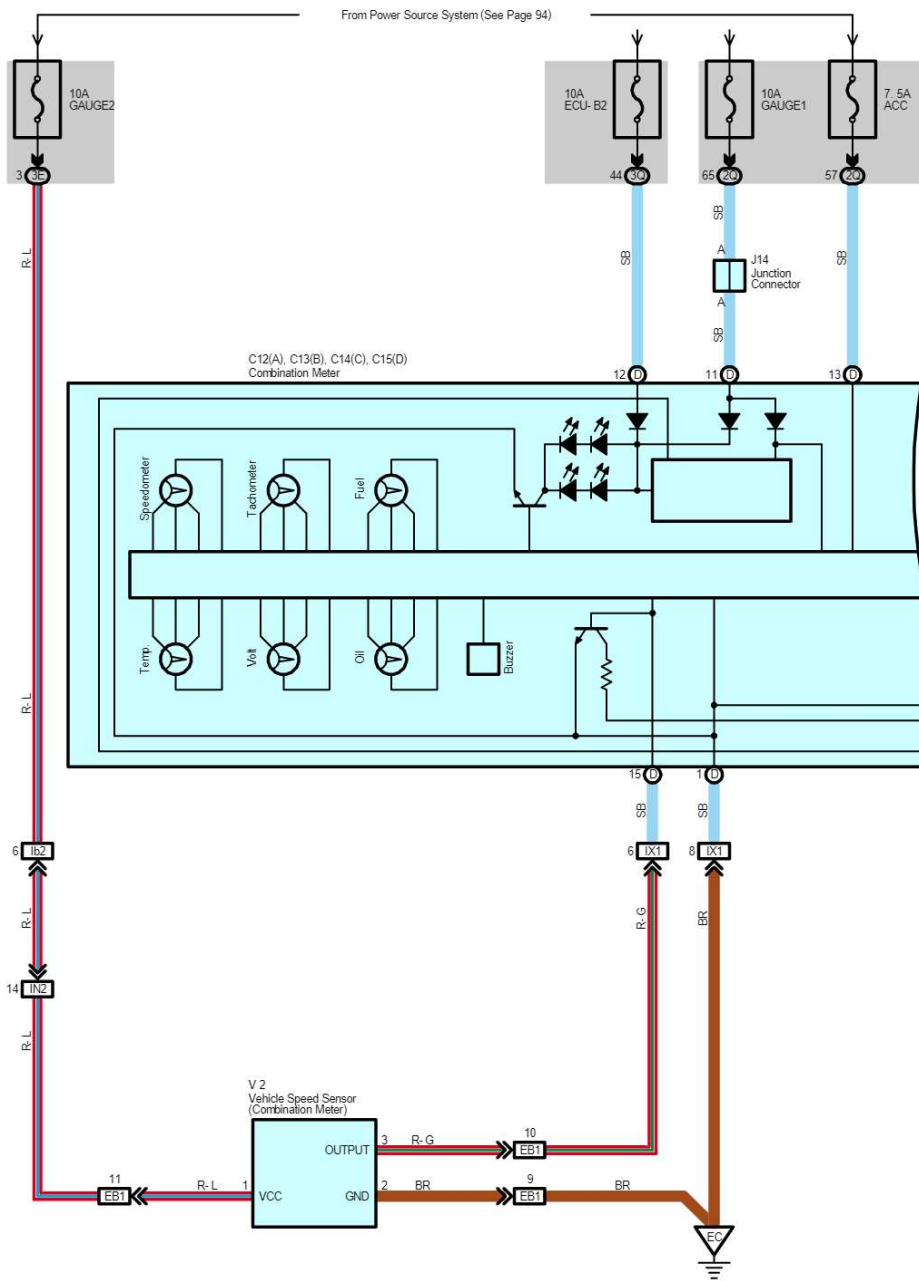 From Power Source System (See Page 94)
10A
GAUGE2
10A
ECU- B2
10A
GAUGE1
7. 5A
ACC
3 3E
44 3Q
65 2Q
57 2Q
R- L
SB
SB
SB
A
J14
Junction
Connector
A
SB
C12(A), C13(B), C14(C), C15(D)
Combination Meter
12 D
11 D
13 D
Speedometer
Tachometer
Fuel
Temp.
Volt
Oil
Buzzer
R- L
15 D
1 D
SB
SB
6 Ib2
6 IX1
8 IX1
R- L
R- G
BR
14 IN2
R- L
V 2
Vehicle Speed Sensor
(Combination Meter)
OUTPUT
3
R- G
10
EB1
11
EB1
R- L
1
VCC
GND
2
BR
9
EB1
BR
EC